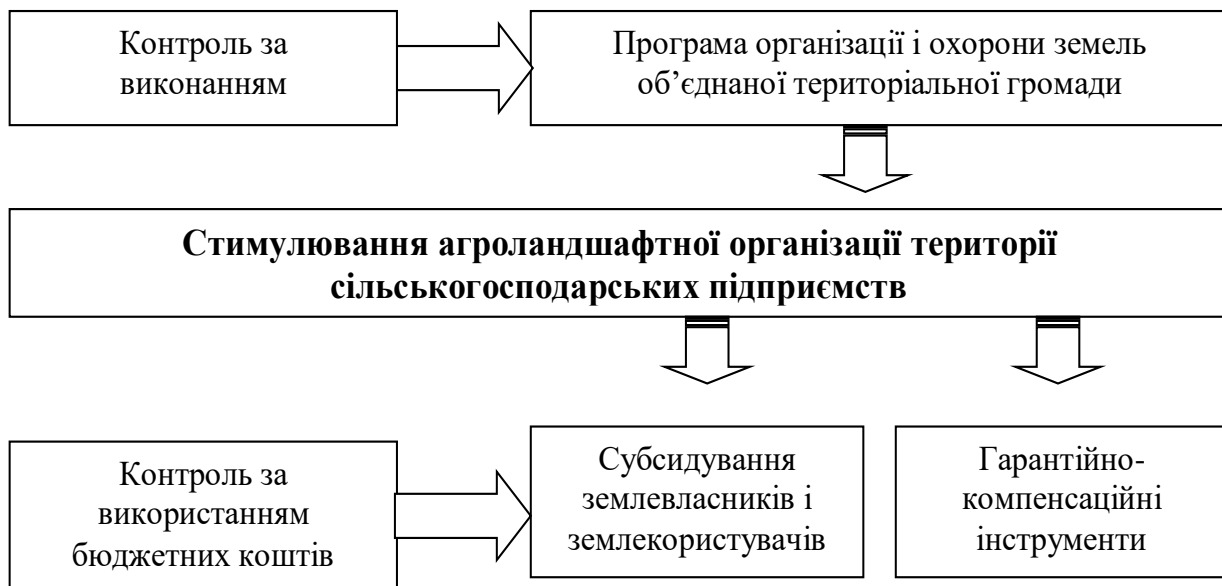 Контроль за
виконанням
Програма організації і охорони земель
об’єднаної територіальної громади
Стимулювання агроландшафтної організації території
сільськогосподарських підприємств
Контроль за
використанням
бюджетних коштів
Субсидування
землевласників і
землекористувачів
Гарантійно-
компенсаційні
інструменти